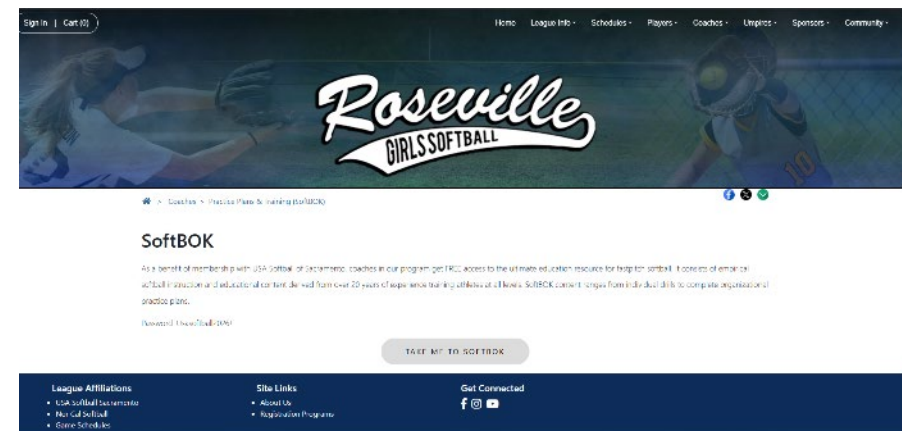 Sign In | Cart (0)
Home League Info Schedules Players Coaches Umpires Sponsors Community
Roseville
GIRLS SOFTBALL
> Coaches > Practice Plans & Training (SoftBOK)
SoftBOK
As a benefit of membership with USA Softball of Sacramento, coaches in our program get FREE access to the ultimate education resource for fastpitch softball. It consists of empirical
softball instruction and educational content derived from over 20 years of experience training athletes at all levels. SoftBOK content ranges from individual drills to complete organizational
practice plans.
Password:
TAKE ME TO SOFTBOK
League Affiliations Site Links Get Connected
USA Softball Sacramento About Us
Nor Cal Softball Registration Programs
Game Schedules
10